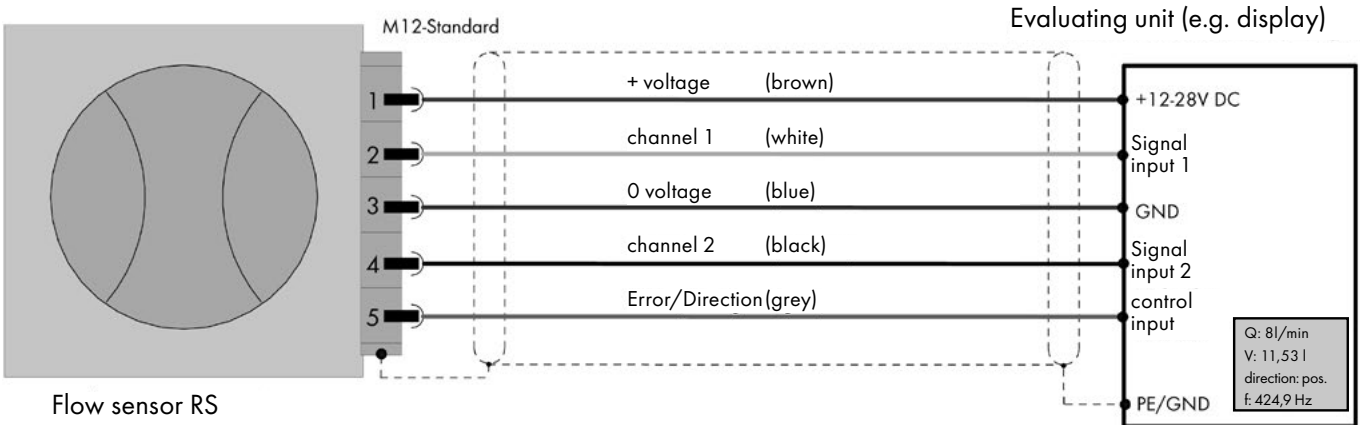 M12-Standard
Evaluating unit (e.g. display)
1
+ voltage (brown)
+12-28V DC
2
channel 1 (white)
Signal
input 1
3
0 voltage (blue)
GND
4
channel 2 (black)
Signal
input 2
5
Error/Direction(grey)
control
input
Q: 8l/min
V: 11,53 l
direction: pos.
f: 424,9 Hz
PE/GND
Flow sensor RS